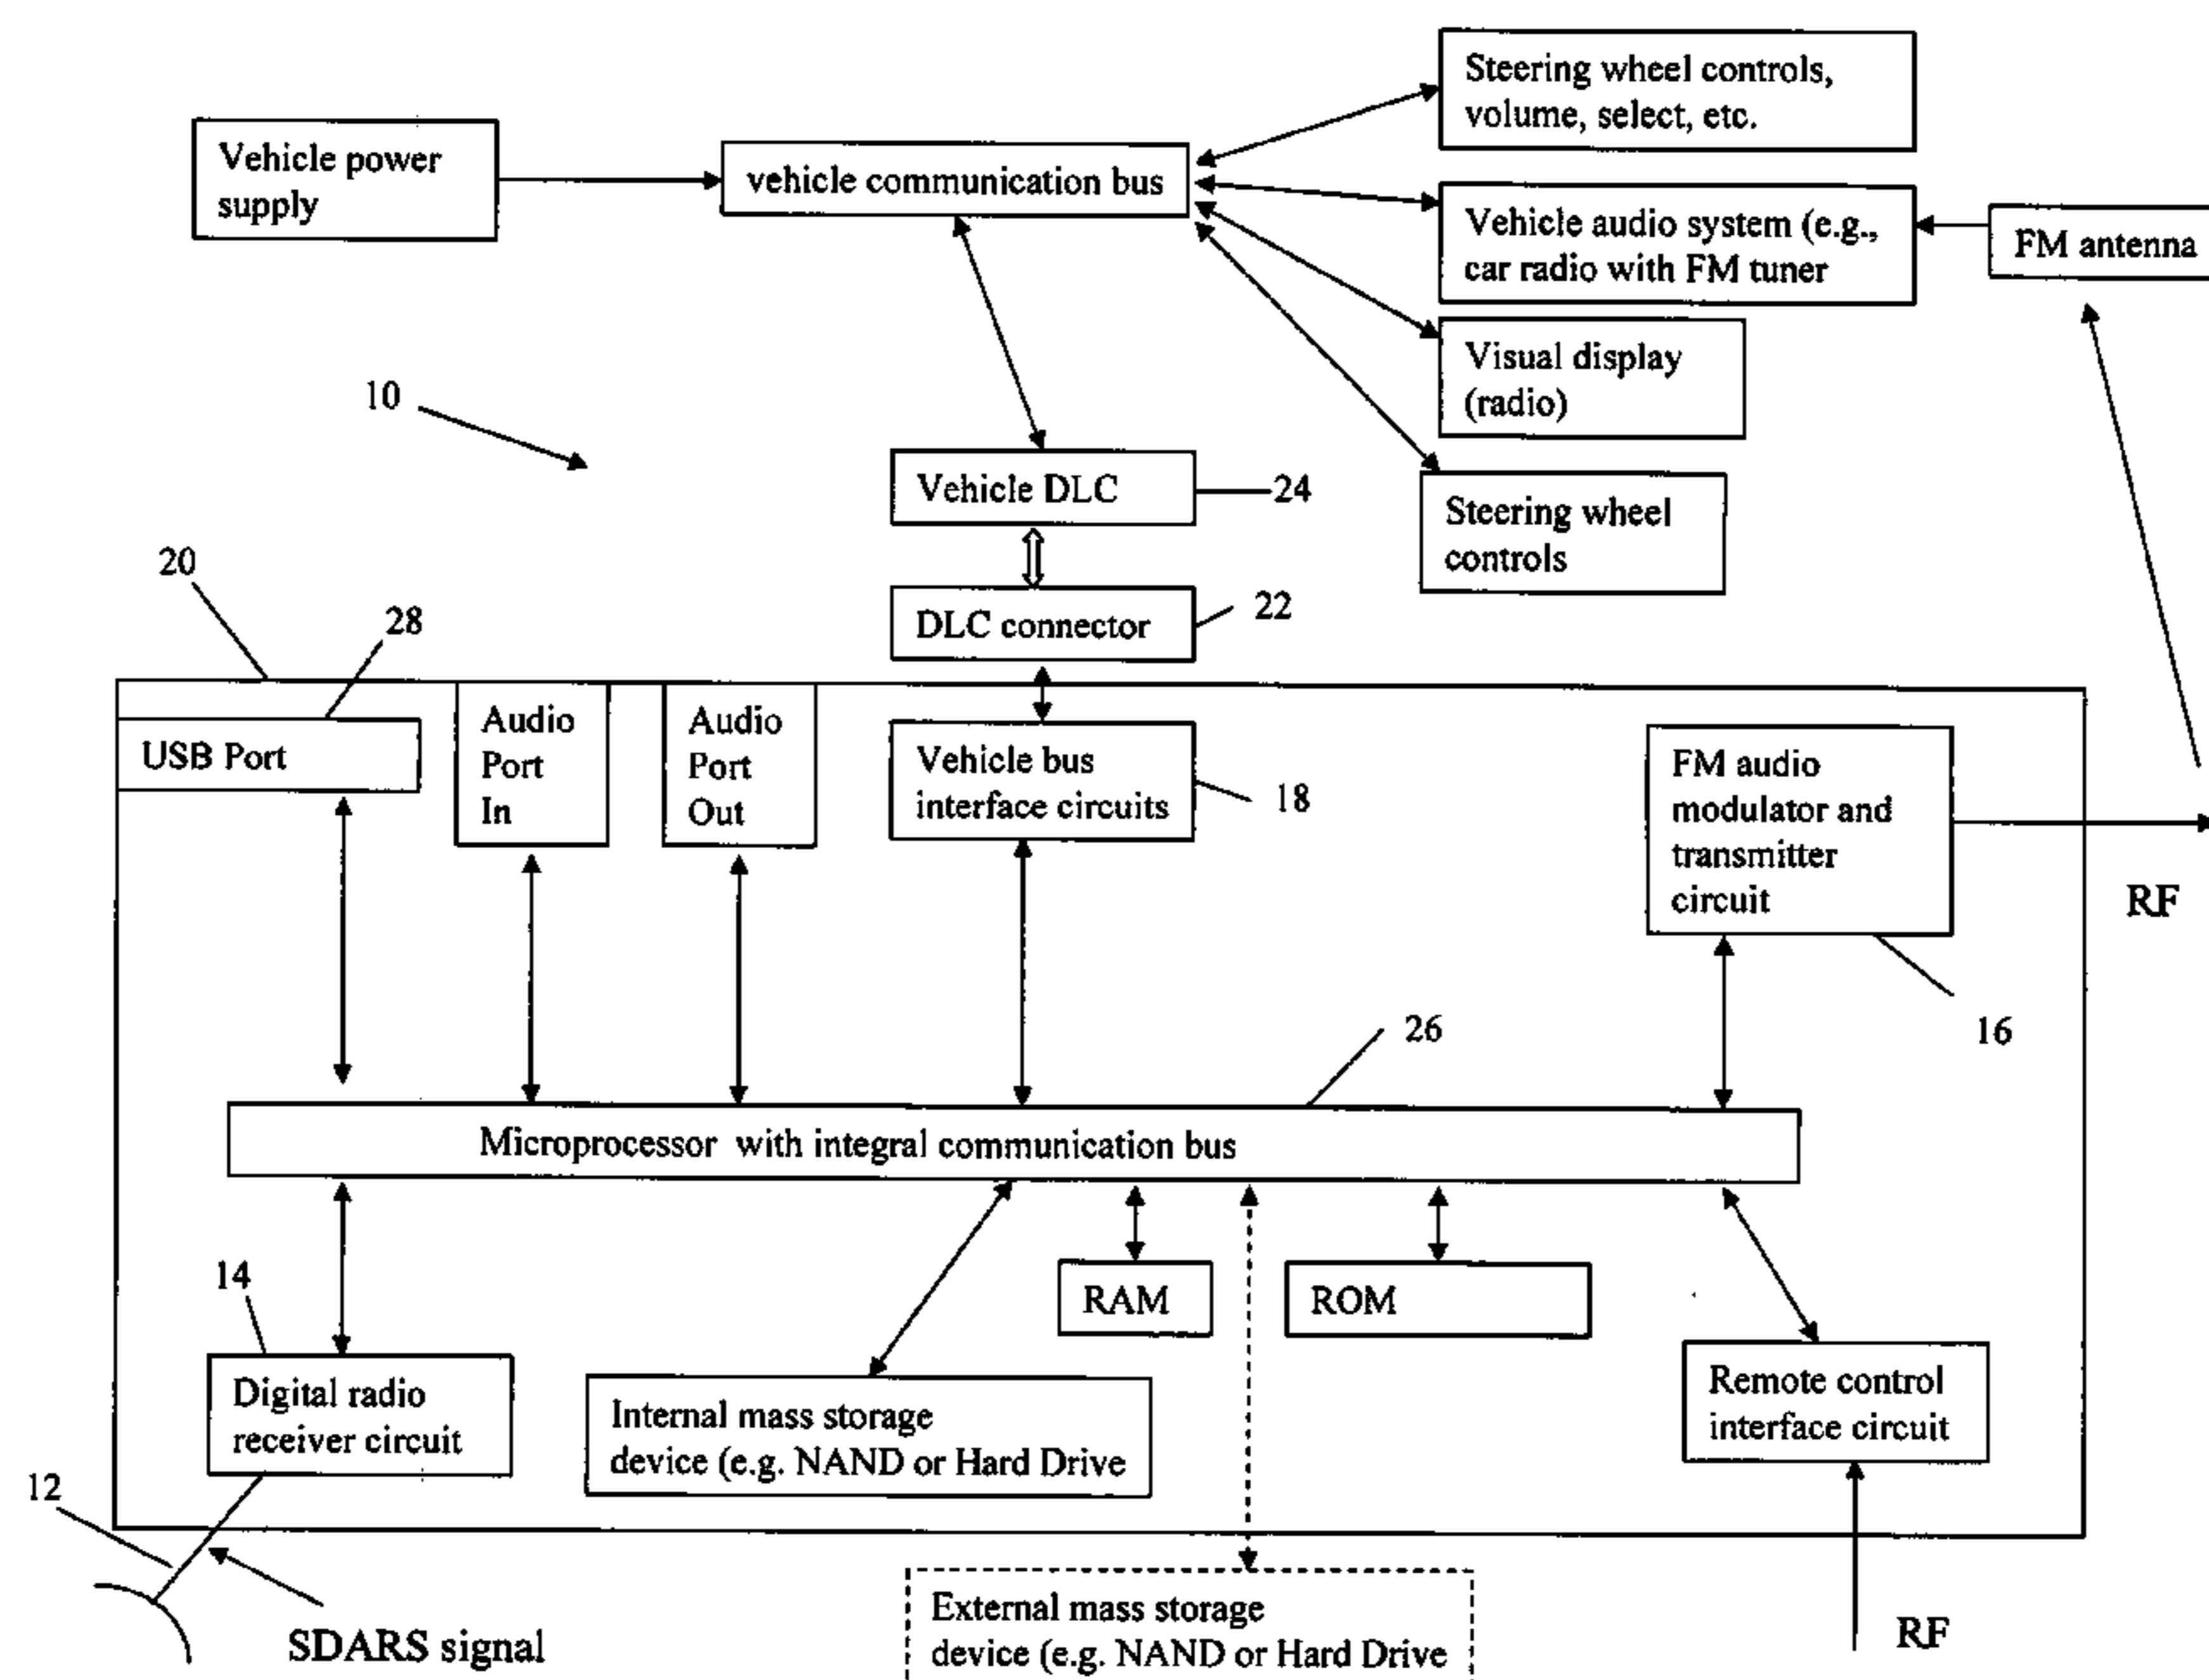 Steering wheel controls,
volume, select, etc.
Vehicle power
supply
vehicle communication bus
Vehicle audio system (e.g.,
car radio with FM tuner
FM antenna
Visual display
(radio)
10
Vehicle DLC
24
Steering wheel
controls
20
28
DLC connector
22
USB Port
Audio
Port
In
Audio
Port
Out
Vehicle bus
interface circuits
18
FM audio
modulator and
transmitter
circuit
RF
16
26
Microprocessor with integral communication bus
14
RAM
ROM
Digital radio
receiver circuit
Internal mass storage
device (e.g. NAND or Hard Drive
Remote control
interface circuit
12
SDARS signal
External mass storage
device (e.g. NAND or Hard Drive
RF